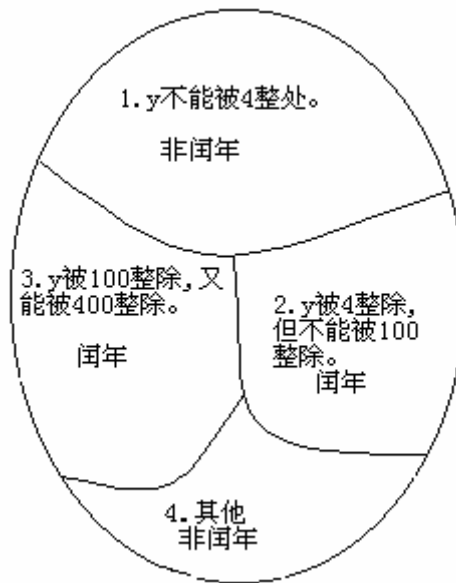 1.y不能被4整处。
非闰年
3.y被100整除,又
能被400整除。
闰年
2.y被4整除,
但不能被100
整除。
闰年
4.其他
非闰年